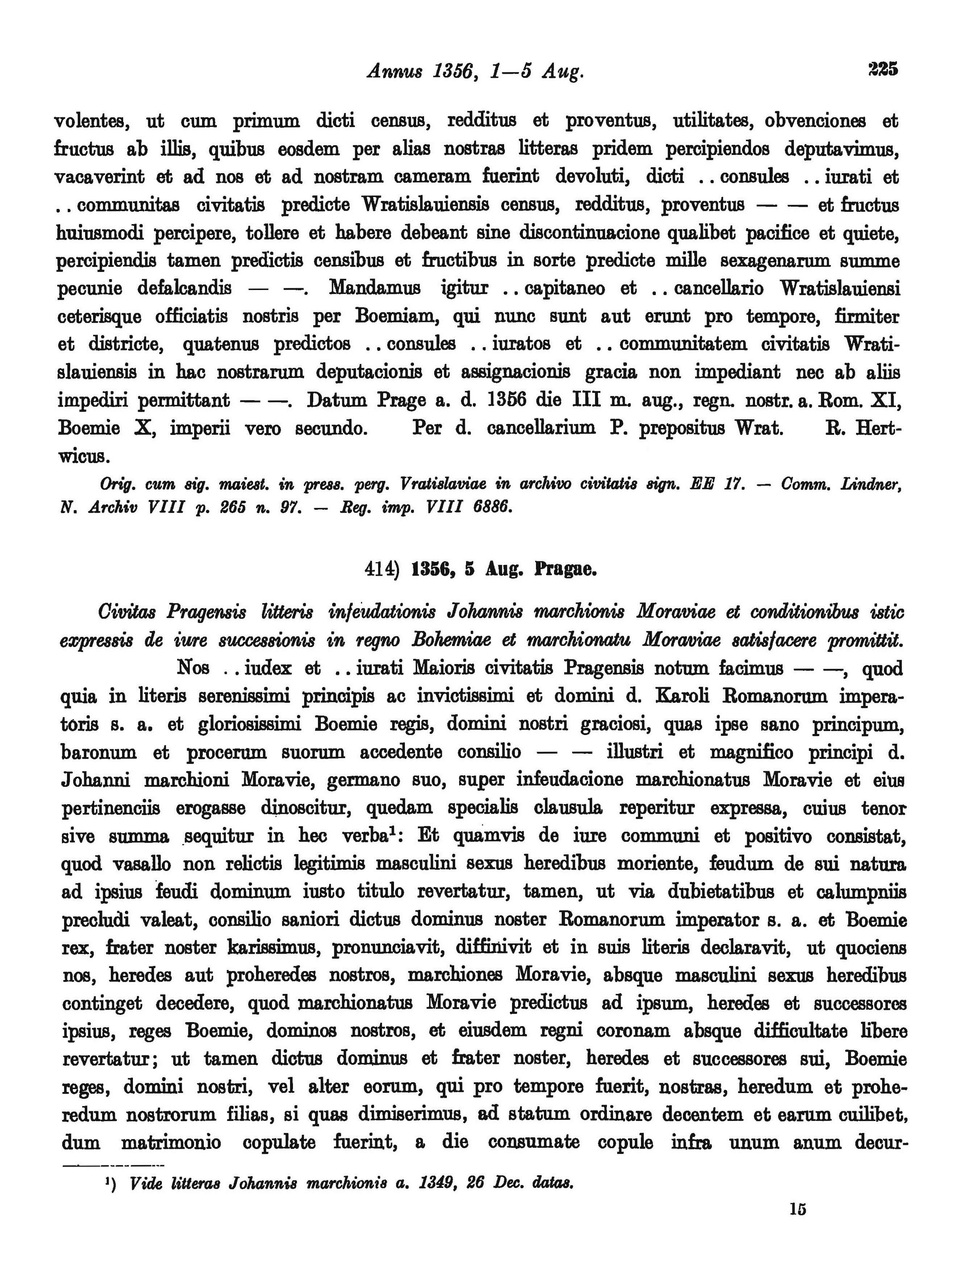 Annus 1356, 1—5 Aug. 225
volentes, ut cum primum dicti census, redditus et proventus, utilitates, obvenciones et
fructus ab illis, quibus eosdem per alias nostras litteras pridem percipiendos deputavimus,
vacaverint et ad nos et ad nostram cameram fuerint devoluti, dicti . . consules . . iurati et
. . communitas civitatis predicte Wratislauiensis census, redditus, proventus — — et fructus
huiusmodi percipere, tollere et habere debeant sine discontinuacione qualibet pacifice et quiete,
percipiendis tamen predictis censibus et fructibus in sorte predicte mille sexagenarum summe
pecunie defalcandis — —. Mandamus igitur . . capitaneo et . . cancellario Wratislauiensi
ceterisque officiatis nostris per Boemiam, qui nunc sunt aut erunt pro tempore, firmiter
et districte, quatenus predictos . . consules . . iuratos et . . communitatem civitatis Wrati-
slauiensis in hac nostrarum deputacionis et assignacionis gracia non impediant nec ab aliis
impediri permittant — —. Datum Prage a. d. 1356 die III m. aug., regn. nostr. a. Rom. XI,
Boemie X, imperii vero secundo. Per d. cancellarium P. prepositus Wrat. R. Hert-
wicus.
Orig. cum sig. maiest. in press. perg. Vratislaviae in archivo civitatis sign. EE 17. — Comm. Lindner,
N. Archiv VIII p. 265 n. 97. — Reg. imp. VIII 6886.
414) 1356, 5 Aug. Pragae.
Civitas Pragensis litteris infeudationis Johannis marchionis Moraviae et conditionibus istic
expressis de iure successionis in regno Bohemiae et marchionatu Moraviae satisfacere promittit.
Nos . . iudex et . . iurati Maioris civitatis Pragensis notum facimus — —, quod
quia in literis serenissimi principis ac invictissimi et domini d. Karoli Romanorum impera-
toris s. a. et gloriosissimi Boemie regis, domini nostri graciosi, quas ipse sano principum,
baronum et procerum suorum accedente consilio — — illustri et magnifico principi d.
Johanni marchioni Moravie, germano suo, super infeudacione marchionatus Moravie et eius
pertinenciis erogasse dinoscitur, quedam specialis clausula reperitur expressa, cuius tenor
sive summa sequitur in hec verba¹: Et quamvis de iure communi et positivo consistat,
quod vasallo non relictis legitimis masculini sexus heredibus moriente, feudum de sui natura
ad ipsius feudi dominum iusto titulo revertatur, tamen, ut via dubietatibus et calumpniis
precludi valeat, consilio saniori dictus dominus noster Romanorum imperator s. a. et Boemie
rex, frater noster karissimus, pronunciavit, diffinivit et in suis literis declaravit, ut quociens
nos, heredes aut proheredes nostros, marchiones Moravie, absque masculini sexus heredibus
continget decedere, quod marchionatus Moravie predictus ad ipsum, heredes et successores
ipsius, reges Boemie, dominos nostros, et eiusdem regni coronam absque difficultate libere
revertatur; ut tamen dictus dominus et frater noster, heredes et successores sui, Boemie
reges, domini nostri, vel alter eorum, qui pro tempore fuerit, nostras, heredum et prohe-
redum nostrorum filias, si quas dimiserimus, ad statum ordinare decentem et earum cuilibet,
dum matrimonio copulate fuerint, a die consumate copule infra unum anum decur-
¹) Vide litteras Johannis marchionis a. 1349, 26 Dec. datas.
15